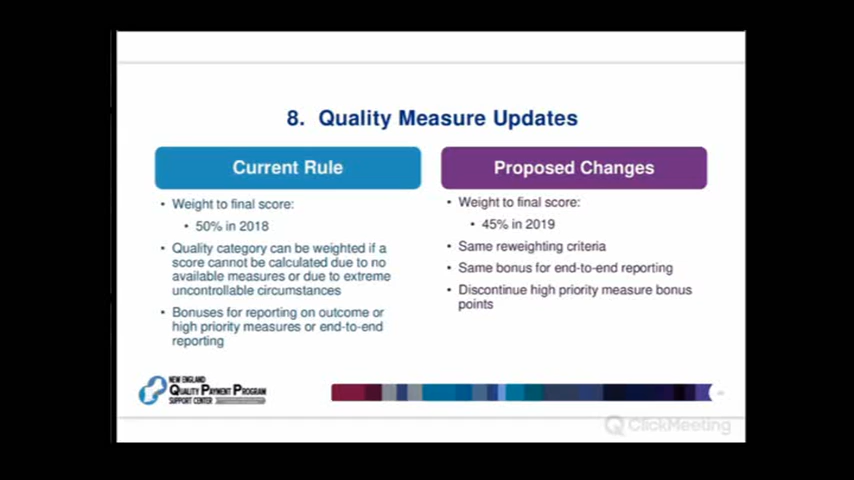 8. Quality Measure Updates
Current Rule
• Weight to final score:
• 50% in 2018
• Quality category can be weighted if a
score cannot be calculated due to no
available measures or due to extreme
uncontrollable circumstances
• Bonuses for reporting on outcome or
high priority measures or end-to-end
reporting
Proposed Changes
• Weight to final score:
• 45% in 2019
• Same reweighting criteria
• Same bonus for end-to-end reporting
• Discontinue high priority measure bonus
points
NEW ENGLAND
QUALITY PAYMENT PROGRAM
SUPPORT CENTER
ClickMeeting